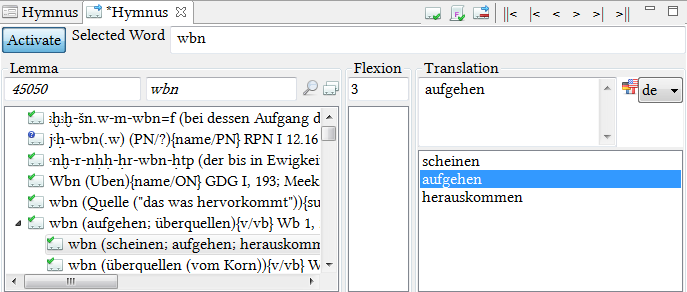 Hymnus *Hymnus
||< |< < > >| >||
Activate Selected Word wbn
Lemma Flexion Translation
45050 wbn 3 aufgehen de
ꜣḫ.ḫ-šn.w-m-wbn=f (bei dessen Aufgang d
j:ḥ-wbn(.w) (PN/?){name/PN} RPN I 12.16
ꜥnḫ-r-nḥḥ-ḥr-wbn-ḥtp (der bis in Ewigkei
Wbn (Uben){name/ON} GDG I, 193; Meek
wbn (Quelle ("das was hervorkommt")){su
wbn (aufgehen; überquellen){v/vb} Wb 1,
wbn (scheinen; aufgehen; herauskomm
wbn (überquellen (vom Korn)){v/vb} W
scheinen
aufgehen
herauskommen